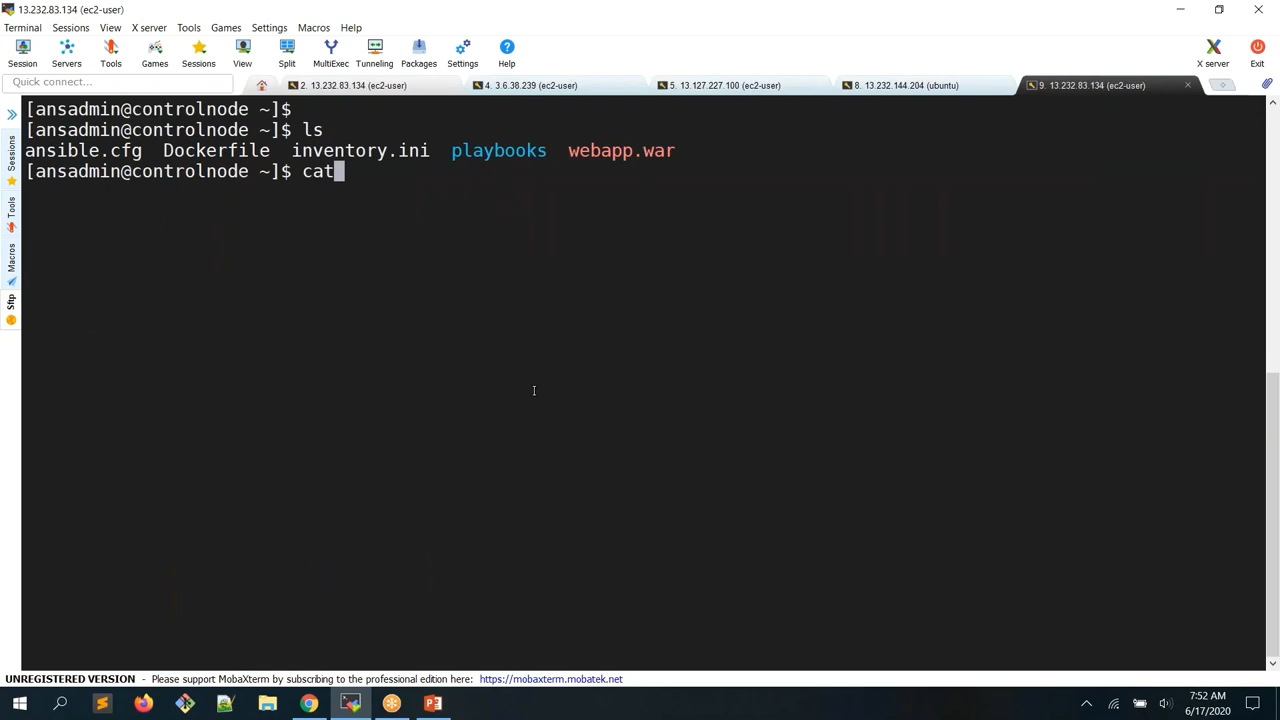 13.232.83.134 (ec2-user)
Terminal Sessions View X server Tools Games Settings Macros Help
Session Servers Tools Games Sessions View Split MultiExec Tunneling Packages Settings Help X server Exit
Quick connect...
2. 13.232.83.134 (ec2-user) 4. 3.6.38.239 (ec2-user) 5. 13.127.227.100 (ec2-user) 8. 13.232.144.204 (ubuntu) 9. 13.232.83.134 (ec2-user)
Sessions
Tools
Macros
Sftp
[ansadmin@controlnode ~]$
[ansadmin@controlnode ~]$ ls
ansible.cfg Dockerfile inventory.ini playbooks webapp.war
[ansadmin@controlnode ~]$ cat
UNREGISTERED VERSION - Please support MobaXterm by subscribing to the professional edition here: https://mobaxterm.mobatek.net
7:52 AM
6/17/2020